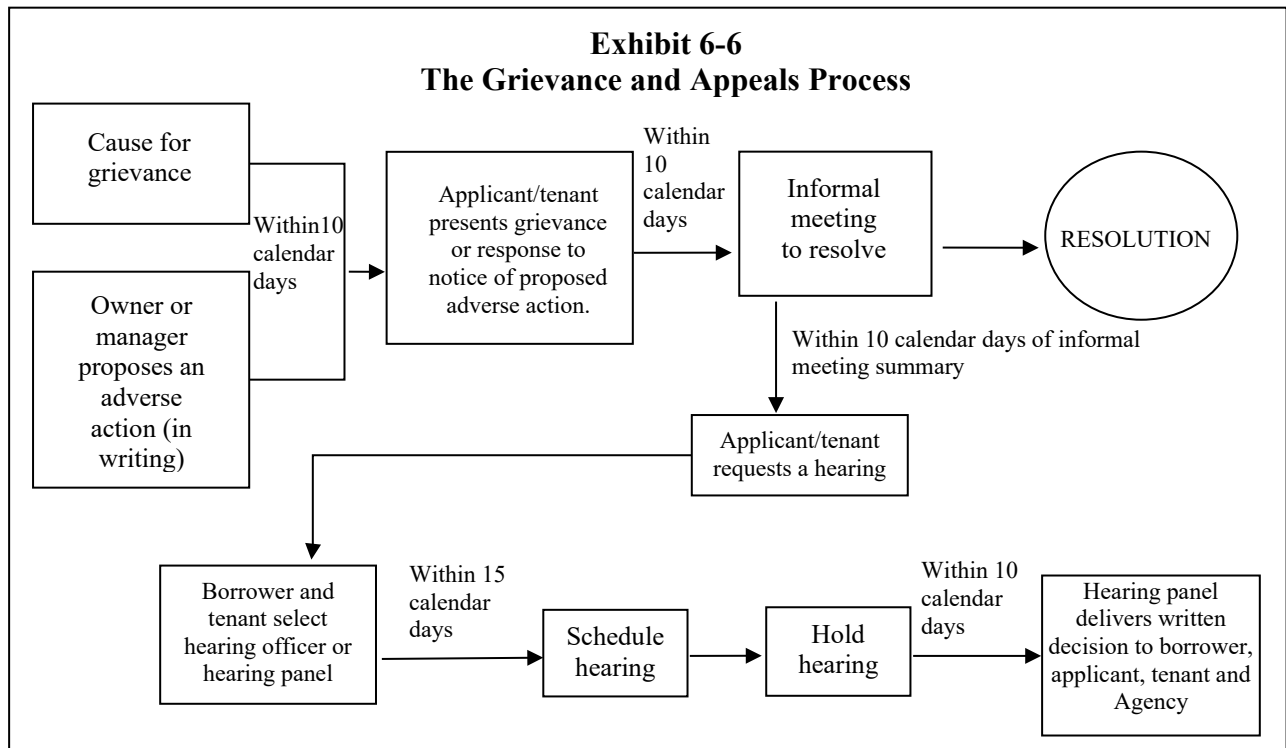 Exhibit 6-6
The Grievance and Appeals Process
Cause for
grievance
Owner or
manager
proposes an
adverse
action (in
writing)
Within10
calendar
days
Applicant/tenant
presents grievance
or response to
notice of proposed
adverse action.
Within
10
calendar
days
Informal
meeting
to resolve
RESOLUTION
Within 10 calendar days of informal
meeting summary
Applicant/tenant
requests a hearing
Borrower and
tenant select
hearing officer or
hearing panel
Within 15
calendar
days
Schedule
hearing
Hold
hearing
Within 10
calendar
days
Hearing panel
delivers written
decision to borrower,
applicant, tenant and
Agency